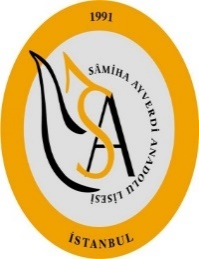 1991
SÂMİHA AYVERDİ ANADOLU LİSESİ
SA
İSTANBUL